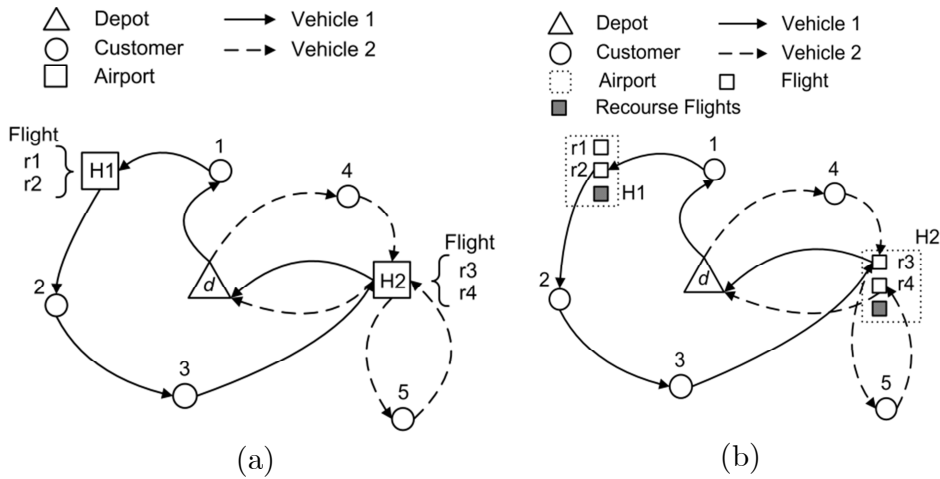 Depot
Vehicle 1
Customer
Vehicle 2
Airport
Flight
r1
r2
H1
1
4
2
d
H2
Flight
r3
r4
3
5
(a)
Depot
Vehicle 1
Customer
Vehicle 2
Airport
Flight
Recourse Flights
r1
r2
H1
1
4
H2
r3
r4
2
d
3
5
(b)